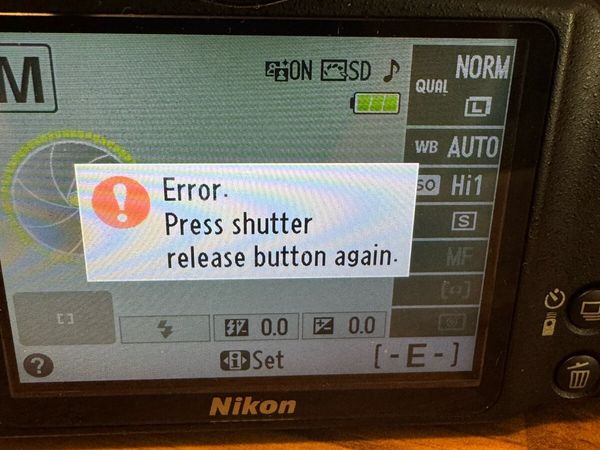 M
ON SD
NORM
QUAL
L
WB AUTO
ISO Hi1
Error.
Press shutter
release button again.
S
MF
0.0
0.0
?
i Set
[-E-]
Nikon